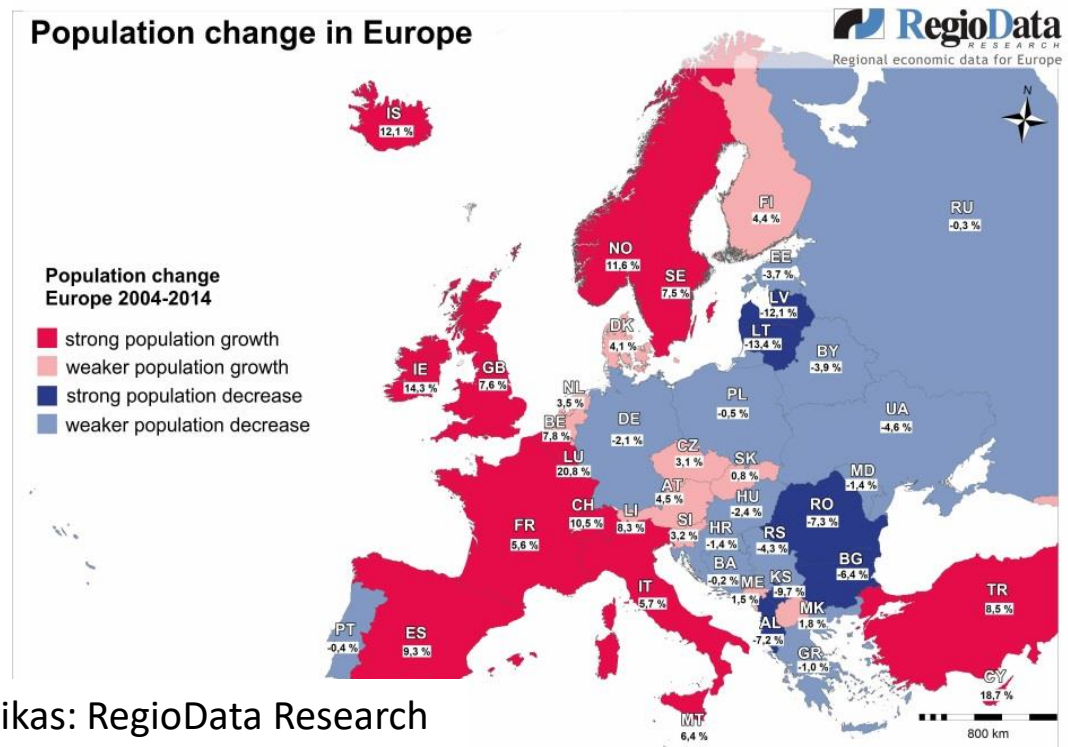 Population change in Europe
RegioData
RESEARCH
Regional economic data for Europe
N
IS
12,1 %
FI
4,4 %
RU
-0,3 %
NO
11,6 %
SE
7,5 %
EE
-3,7 %
Population change
Europe 2004-2014
strong population growth
weaker population growth
strong population decrease
weaker population decrease
LV
-12,1 %
LT
-13,4 %
DK
4,1 %
BY
-3,9 %
IE
14,3 %
GB
7,6 %
NL
3,5 %
PL
-0,5 %
DE
-2,1 %
UA
-4,6 %
BE
7,8 %
CZ
3,1 %
LU
20,8 %
SK
0,8 %
MD
-1,4 %
AT
4,5 %
HU
-2,4 %
RO
-7,3 %
CH
10,5 %
LI
8,3 %
SI
3,2 %
FR
5,6 %
HR
-1,4 %
RS
-4,3 %
BA
-0,2 %
BG
-6,4 %
IT
5,7 %
ME
1,5 %
KS
-9,7 %
MK
1,8 %
TR
8,5 %
PT
-0,4 %
ES
9,3 %
AL
-7,2 %
GR
-1,0 %
CY
18,7 %
MT
6,4 %
800 km
ikas: RegioData Research